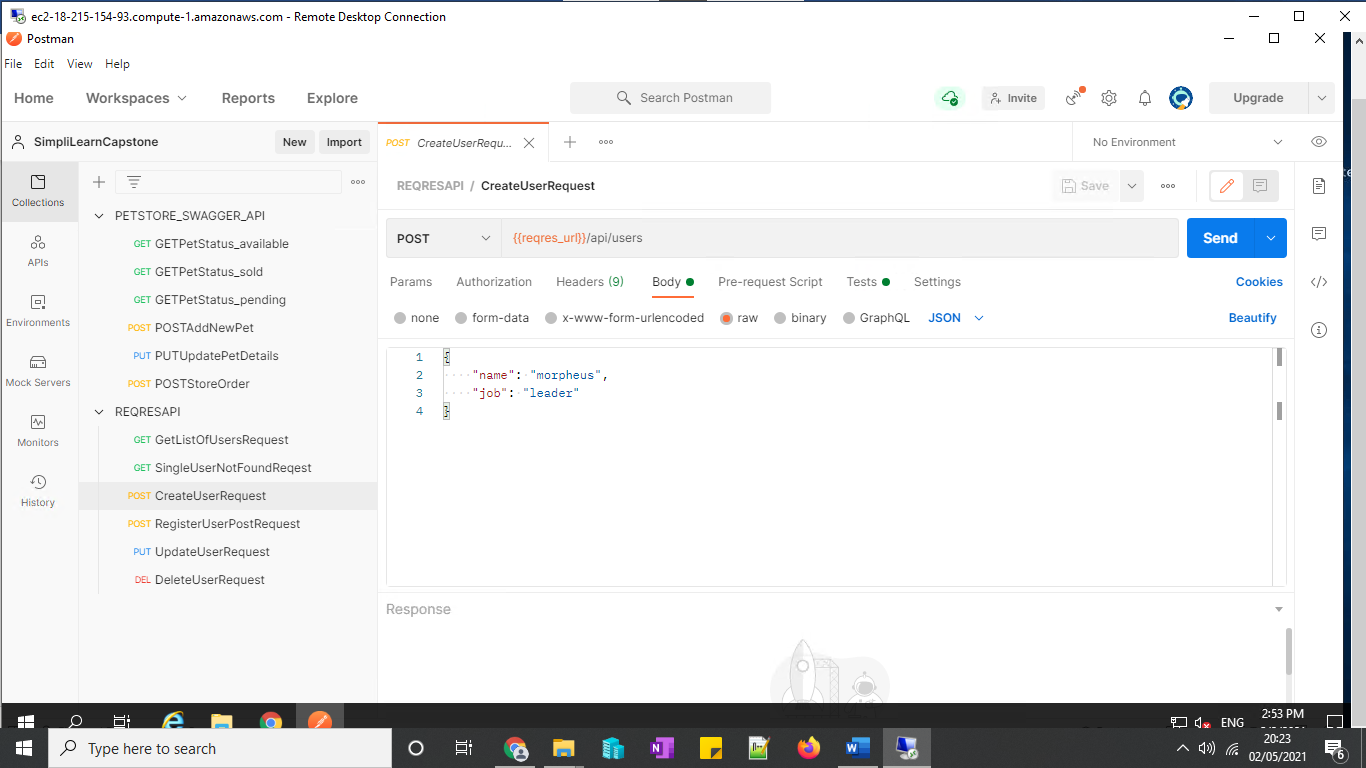 ec2-18-215-154-93.compute-1.amazonaws.com - Remote Desktop Connection
Postman
File Edit View Help
Home Workspaces Reports Explore Search Postman Invite Upgrade
SimpliLearnCapstone New Import POST CreateUserRequ... No Environment
Collections
APIs
Environments
Mock Servers
Monitors
History
PETSTORE_SWAGGER_API
GET GETPetStatus_available
GET GETPetStatus_sold
GET GETPetStatus_pending
POST POSTAddNewPet
PUT PUTUpdatePetDetails
POST POSTStoreOrder
REQRESAPI
GET GetListOfUsersRequest
GET SingleUserNotFoundReqest
POST CreateUserRequest
POST RegisterUserPostRequest
PUT UpdateUserRequest
DEL DeleteUserRequest
REQRESAPI / CreateUserRequest Save
POST {{reqres_url}}/api/users Send
Params Authorization Headers (9) Body Pre-request Script Tests Settings Cookies
none form-data x-www-form-urlencoded raw binary GraphQL JSON Beautify
1 {
2 "name": "morpheus",
3 "job": "leader"
4 }
Response
ENG 2:53 PM
Type here to search
20:23
02/05/2021
6